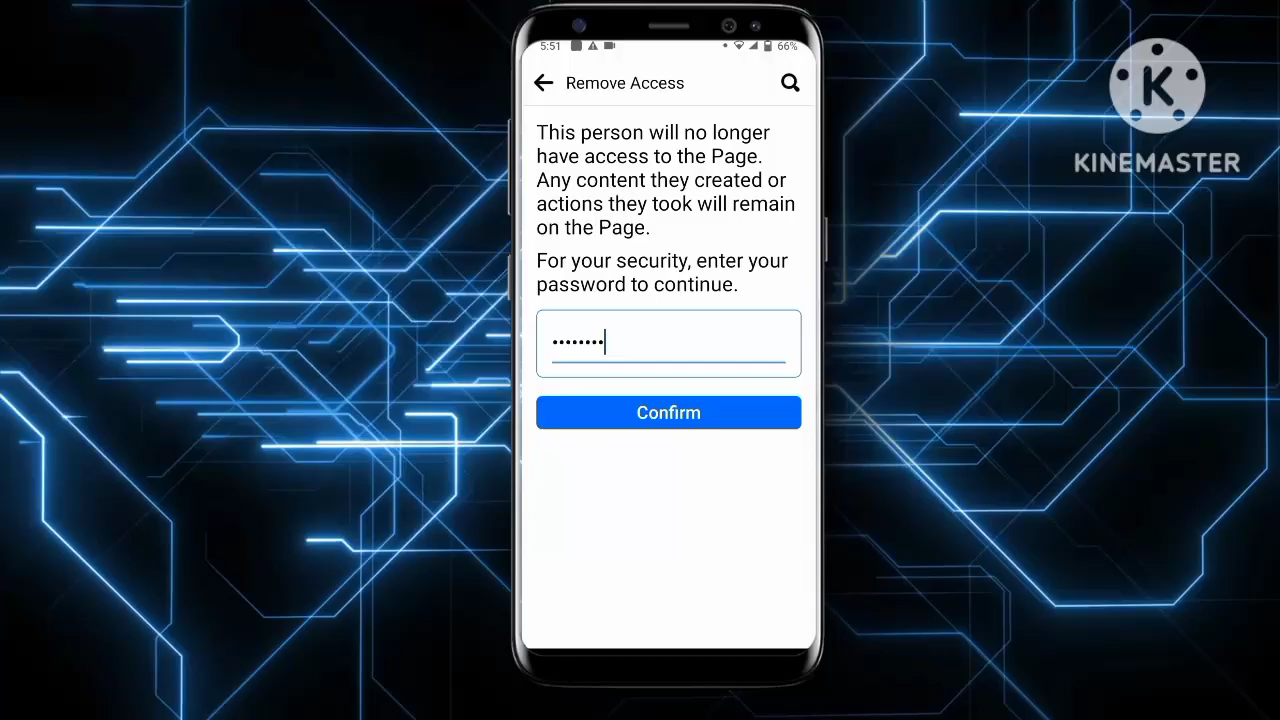 5:51
66%
Remove Access
This person will no longer
have access to the Page.
Any content they created or
actions they took will remain
on the Page.
For your security, enter your
password to continue.
••••••••
Confirm
K
KINEMASTER